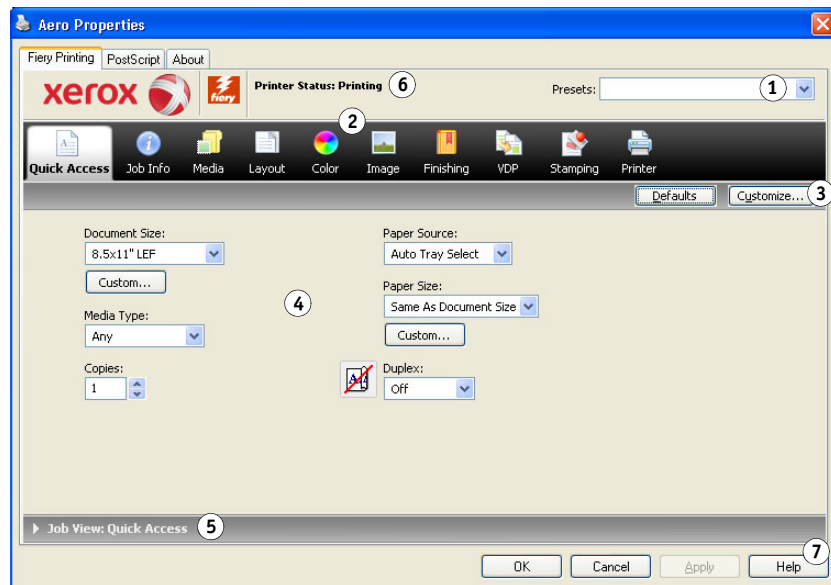 Aero Properties
Fiery Printing PostScript About
xerox fiery Printer Status: Printing 6 Presets: 1
2
Quick Access Job Info Media Layout Color Image Finishing VDP Stamping Printer
Defaults Customize... 3
Document Size: Paper Source:
8.5x11" LEF Auto Tray Select
Custom... Paper Size:
4 Same As Document Size
Media Type: Custom...
Any
Copies: Duplex:
1 Off
Job View: Quick Access 5
7
OK Cancel Apply Help